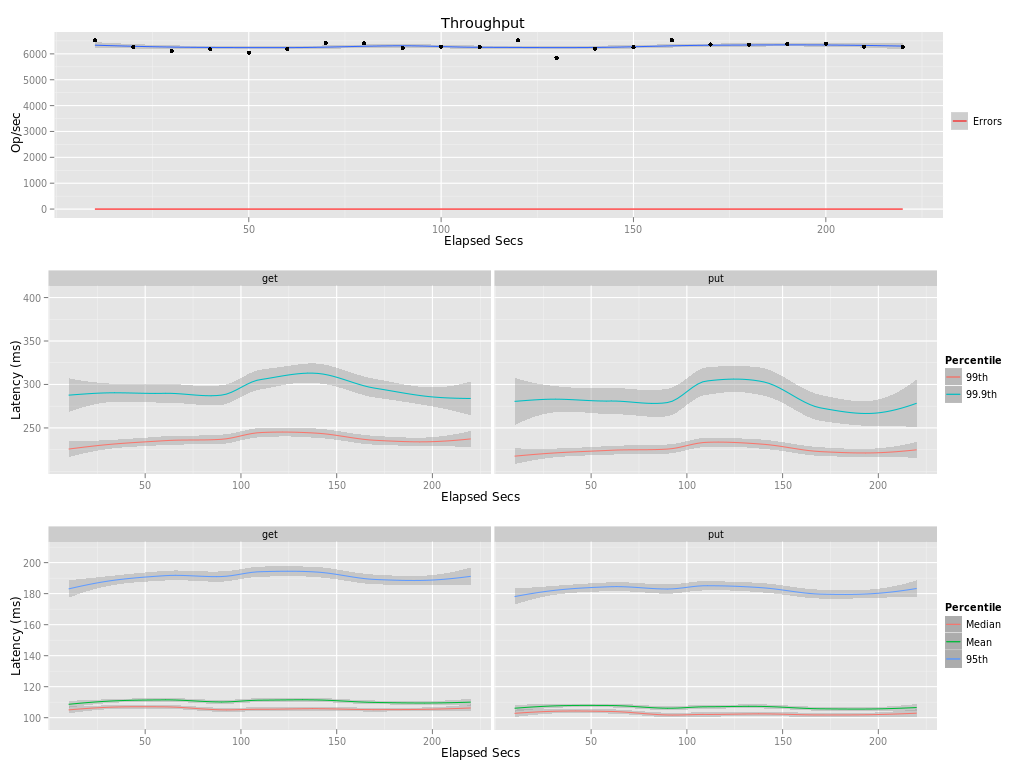 Throughput
Op/sec
6000
5000
4000
3000
2000
1000
0
50 100 150 200
Elapsed Secs
Errors
get put
Latency (ms)
400
350
300
250
50 100 150 200 50 100 150 200
Elapsed Secs
Percentile
99th
99.9th
get put
Latency (ms)
200
180
160
140
120
100
50 100 150 200 50 100 150 200
Elapsed Secs
Percentile
Median
Mean
95th